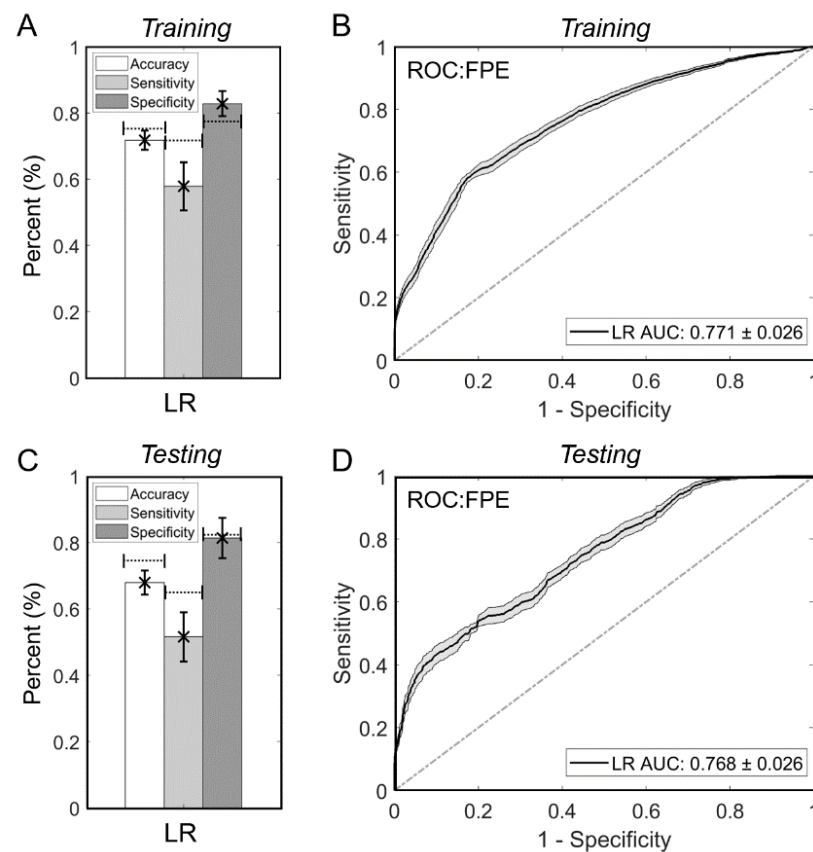 A
Training
1
0.8
0.6
0.4
0.2
0
Percent (%)
Accuracy
Sensitivity
Specificity
LR
B
Training
ROC:FPE
1
0.8
0.6
0.4
0.2
0
Sensitivity
LR AUC: 0.771 ± 0.026
0 0.2 0.4 0.6 0.8 1
1 - Specificity
C
Testing
1
0.8
0.6
0.4
0.2
0
Percent (%)
Accuracy
Sensitivity
Specificity
LR
D
Testing
ROC:FPE
1
0.8
0.6
0.4
0.2
0
Sensitivity
LR AUC: 0.768 ± 0.026
0 0.2 0.4 0.6 0.8 1
1 - Specificity